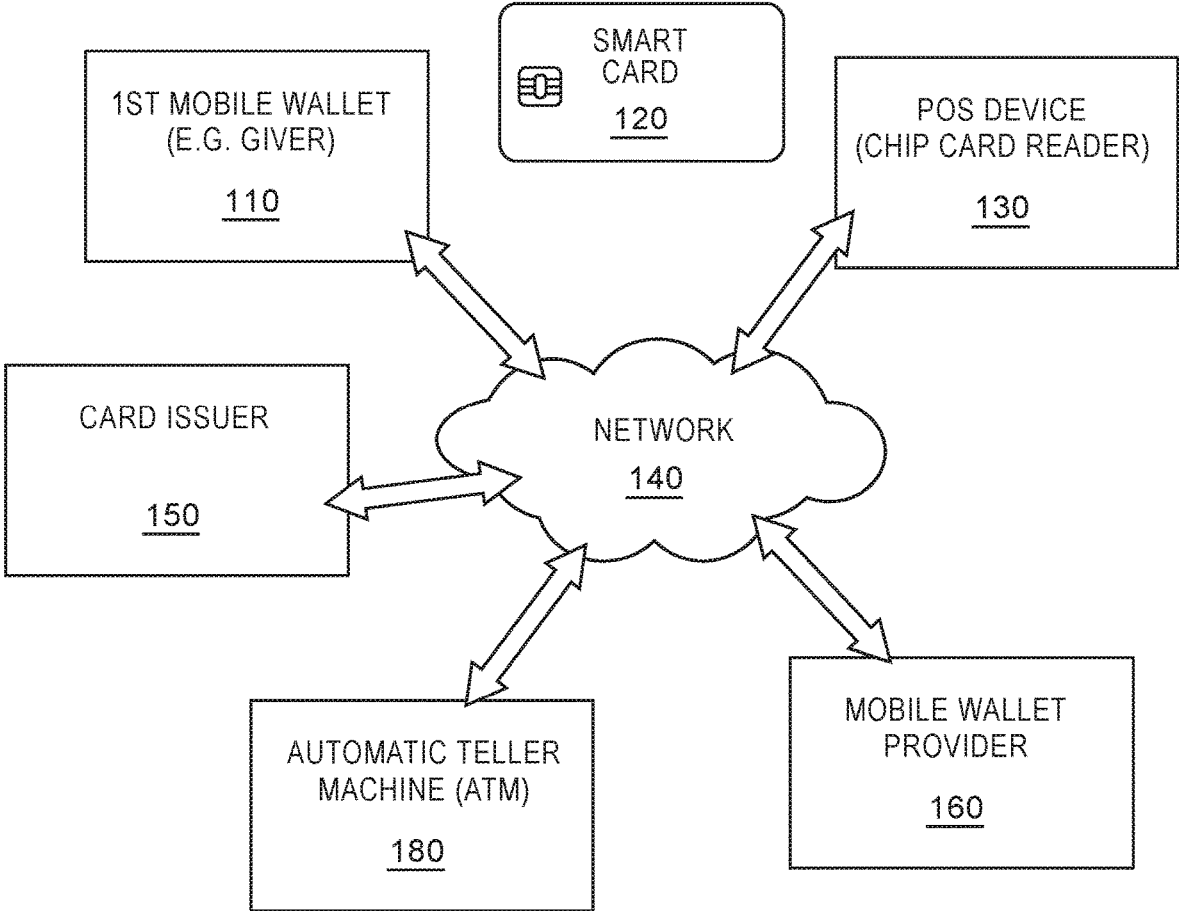 SMART
CARD
120
1ST MOBILE WALLET
(E.G. GIVER)
110
POS DEVICE
(CHIP CARD READER)
130
CARD ISSUER
150
NETWORK
140
AUTOMATIC TELLER
MACHINE (ATM)
180
MOBILE WALLET
PROVIDER
160